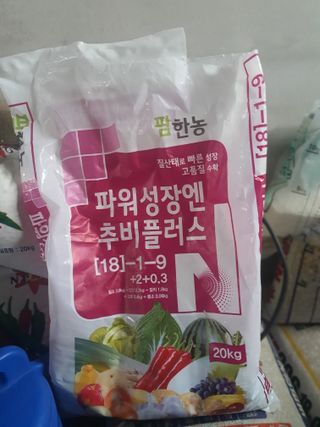 팜한농
질산태로 빠른 성장
고품질 수확
파워성장엔
추비플러스
[18]-1-9
+2+0.3
N
20kg
[18]-1-9
20kg